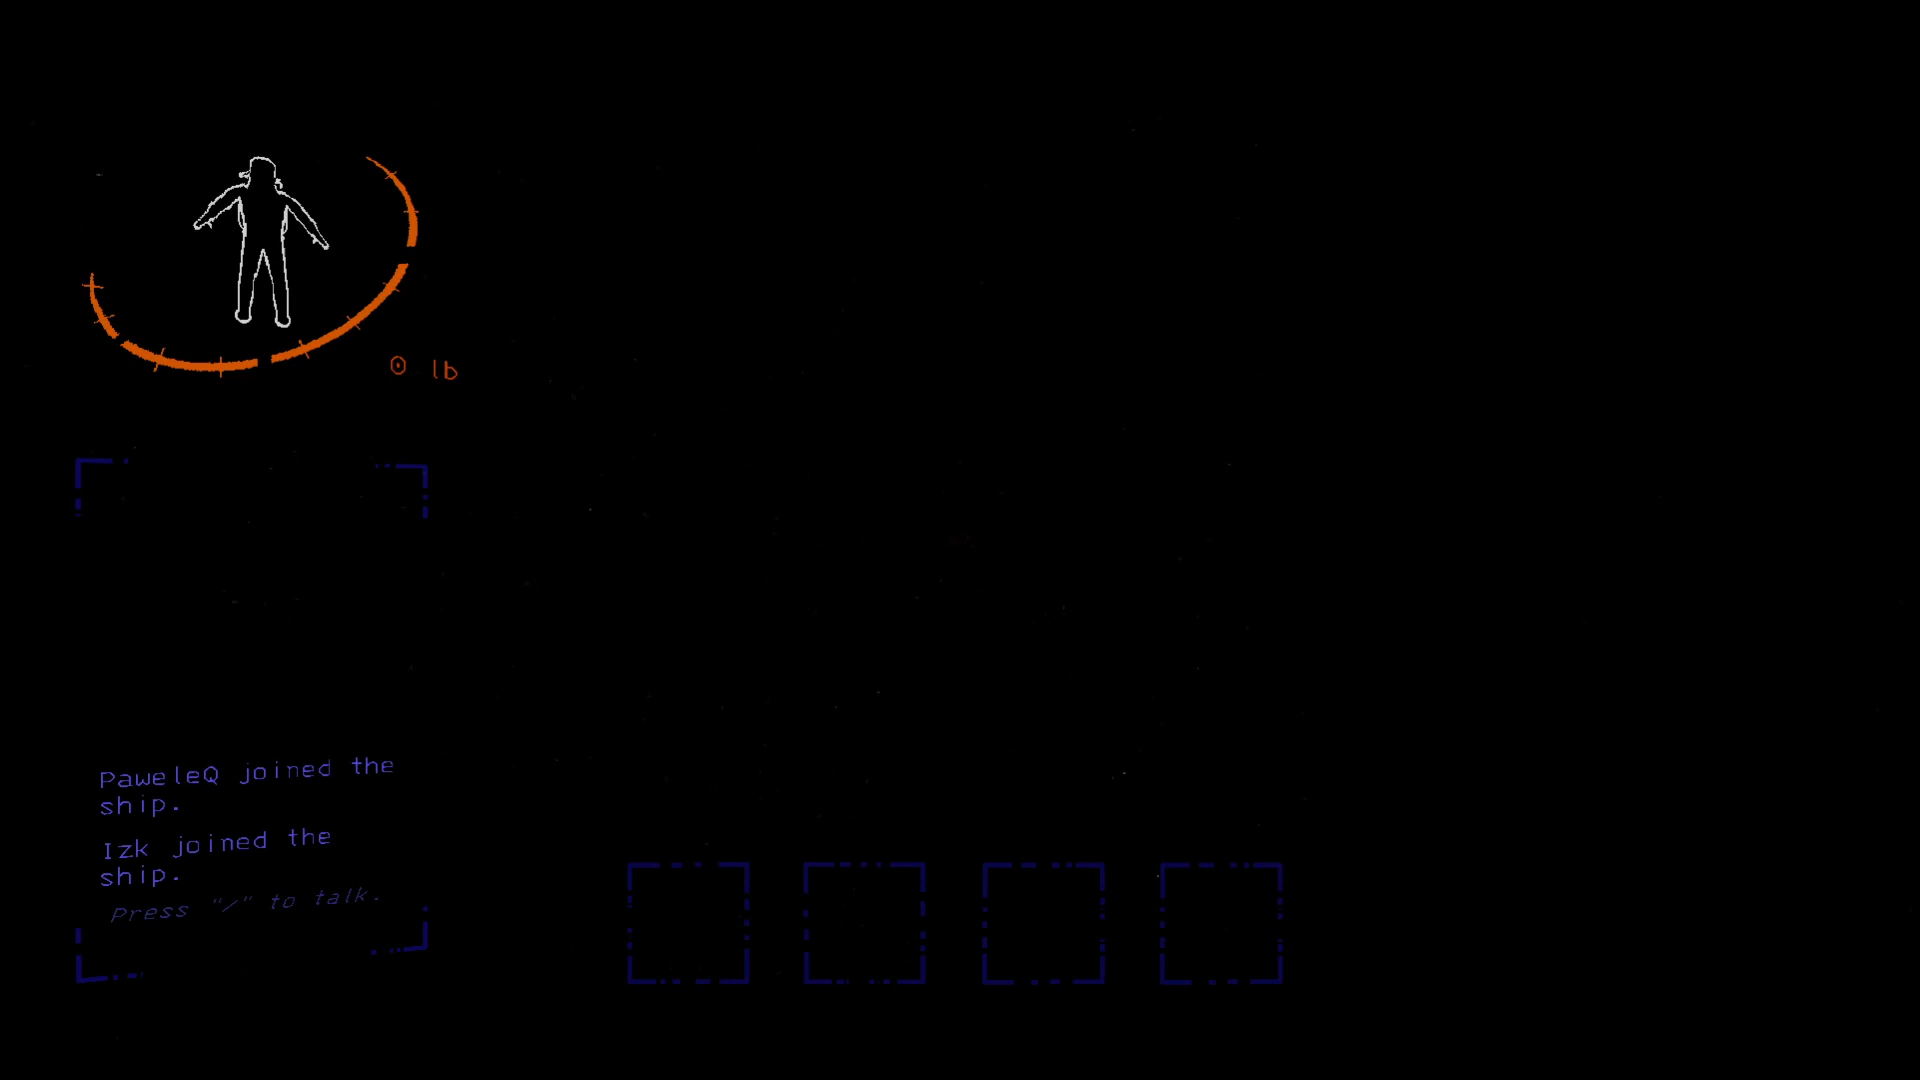 0 lb
PaweleQ joined the
ship.
Izk joined the
ship.
Press "/" to talk.